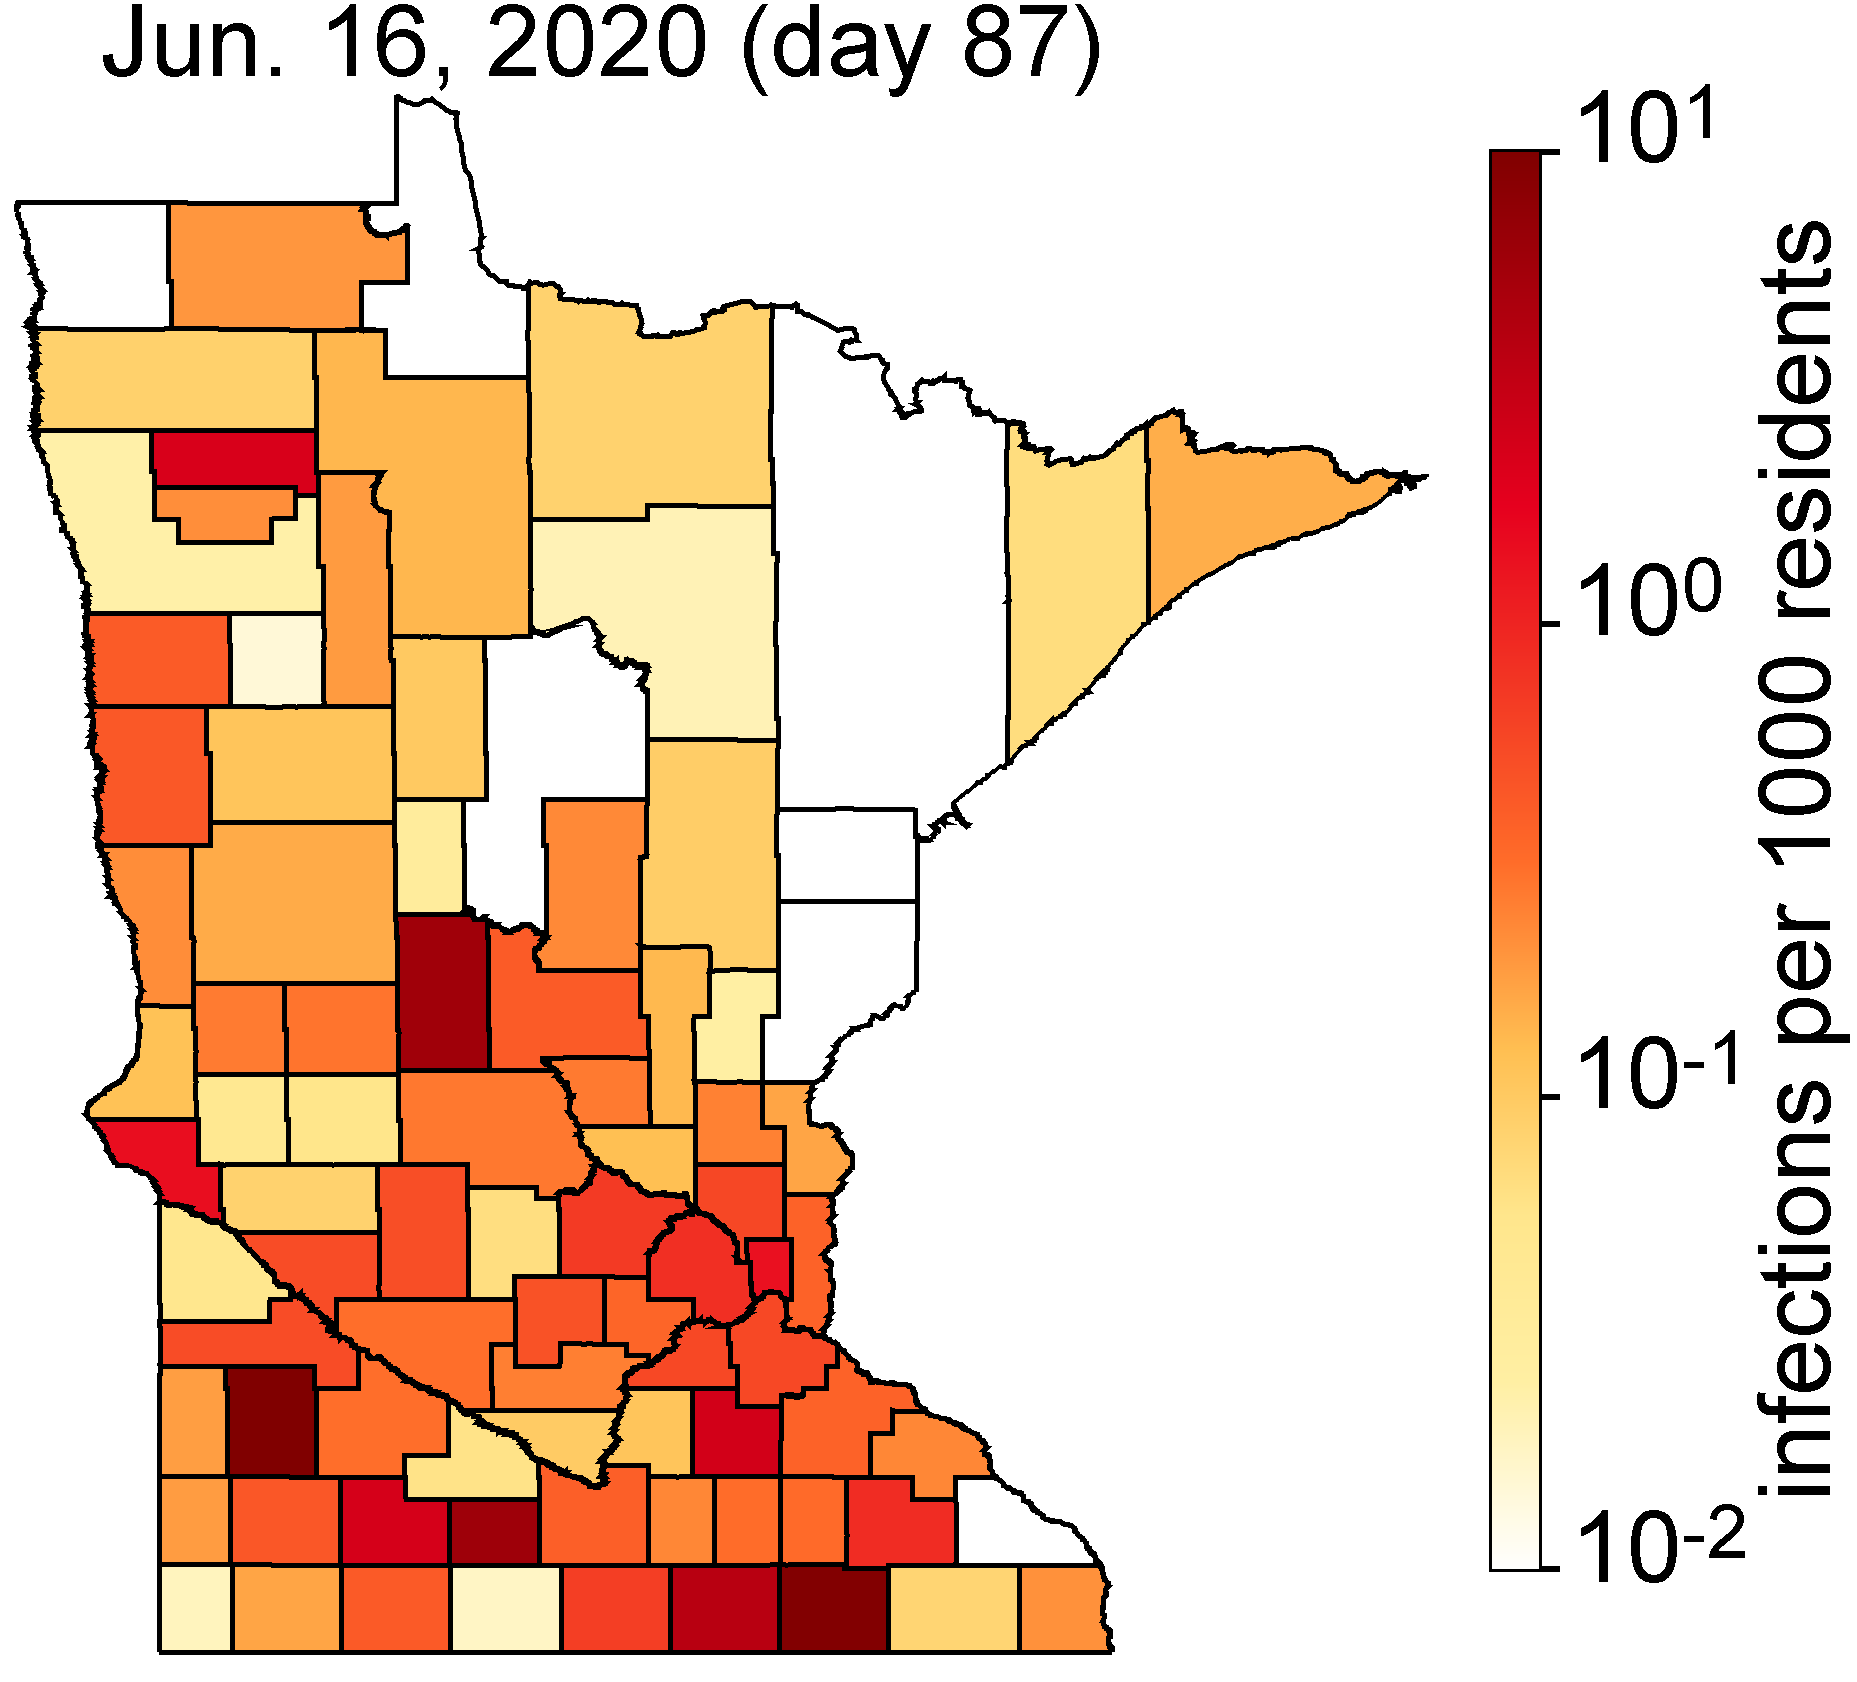 Jun. 16, 2020 (day 87)
10¹
10⁰
10⁻¹
10⁻²
infections per 1000 residents